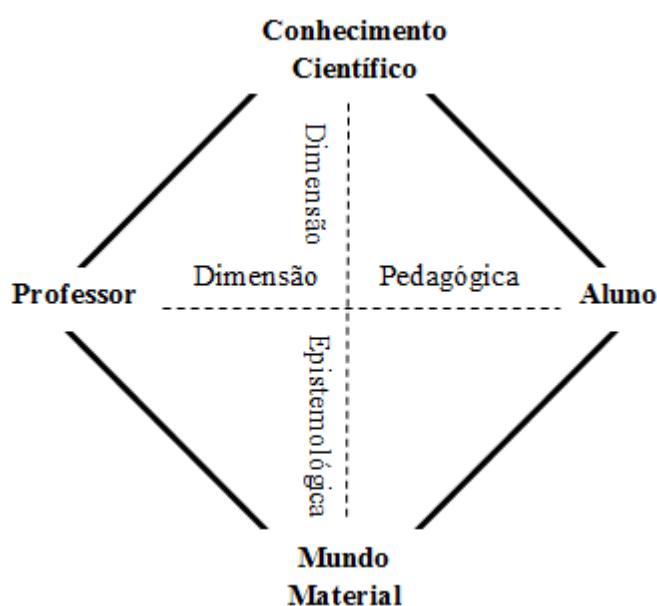 Conhecimento
Científico
Dimensão
Dimensão Pedagógica
Professor
Aluno
Epistemológica
Mundo
Material